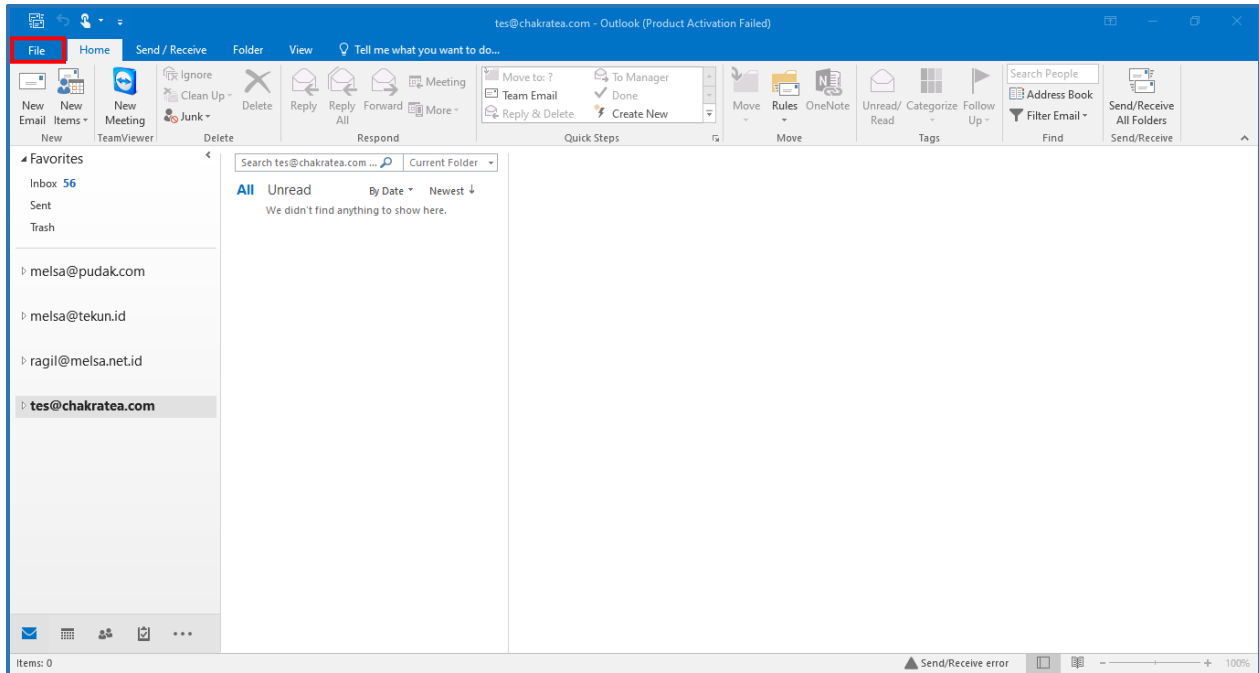 tes@chakratea.com - Outlook (Product Activation Failed)
File Home Send / Receive Folder View Tell me what you want to do...
New Email
New Items
New Meeting
Ignore
Clean Up
Junk
Delete
Reply
Reply All
Forward
Meeting
More
Move to: ?
Team Email
Reply & Delete
To Manager
Done
Create New
Move
Rules
OneNote
Unread/ Read
Categorize
Follow Up
Search People
Address Book
Filter Email
Send/Receive All Folders
New TeamViewer Delete Respond Quick Steps Move Tags Find Send/Receive
Favorites
Inbox 56
Sent
Trash
melsa@pudak.com
melsa@tekun.id
ragil@melsa.net.id
tes@chakratea.com
Search tes@chakratea.com ... Current Folder
All Unread By Date Newest
We didn't find anything to show here.
Items: 0 Send/Receive error 100%